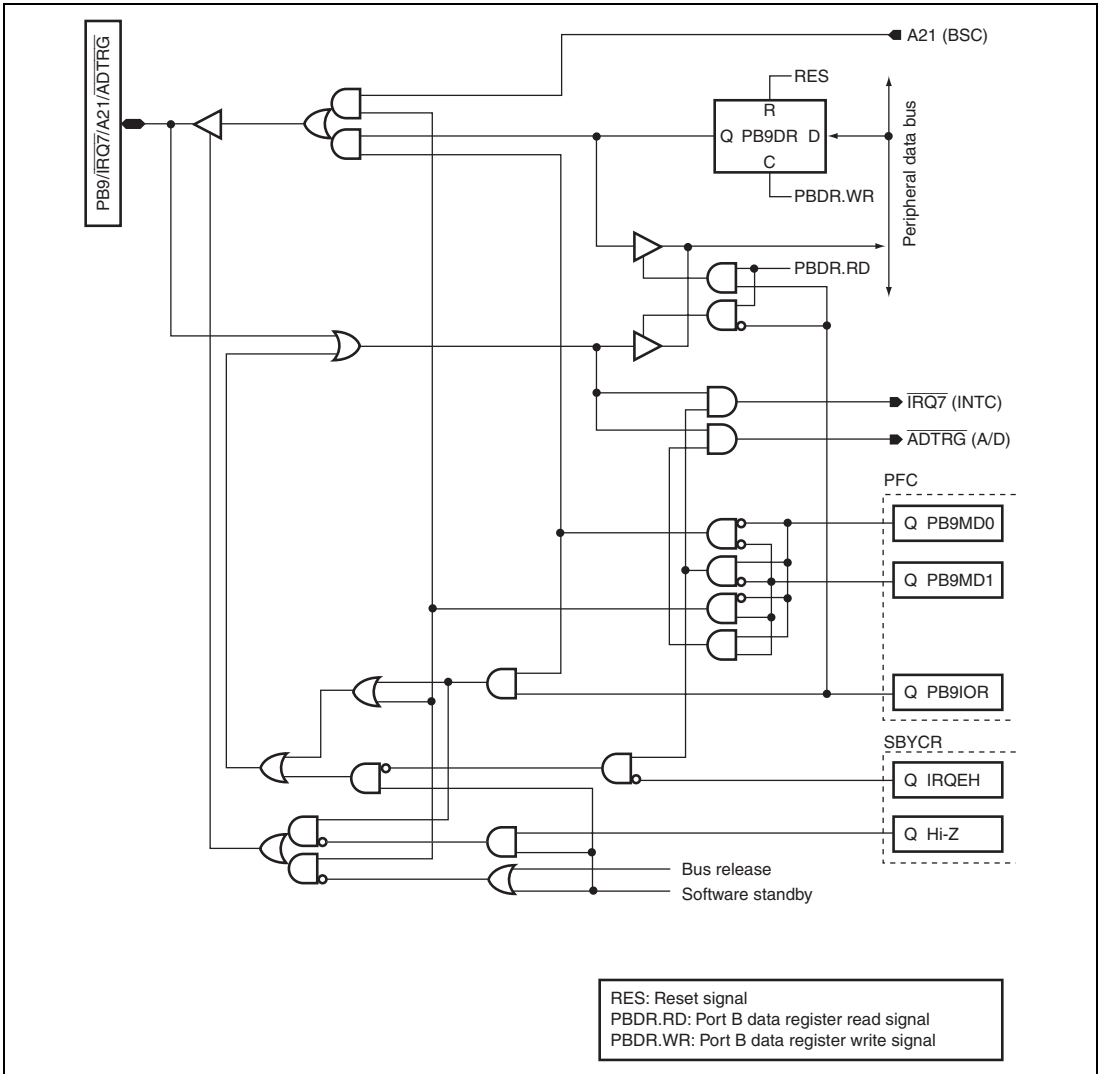 PB9/IRQ7/A21/ADTRG
A21 (BSC)
RES
R
Q PB9DR D
C
PBDR.WR
Peripheral data bus
PBDR.RD
IRQ7 (INTC)
ADTRG (A/D)
PFC
Q PB9MD0
Q PB9MD1
Q PB9IOR
SBYCR
Q IRQEH
Q Hi-Z
Bus release
Software standby
RES: Reset signal
PBDR.RD: Port B data register read signal
PBDR.WR: Port B data register write signal